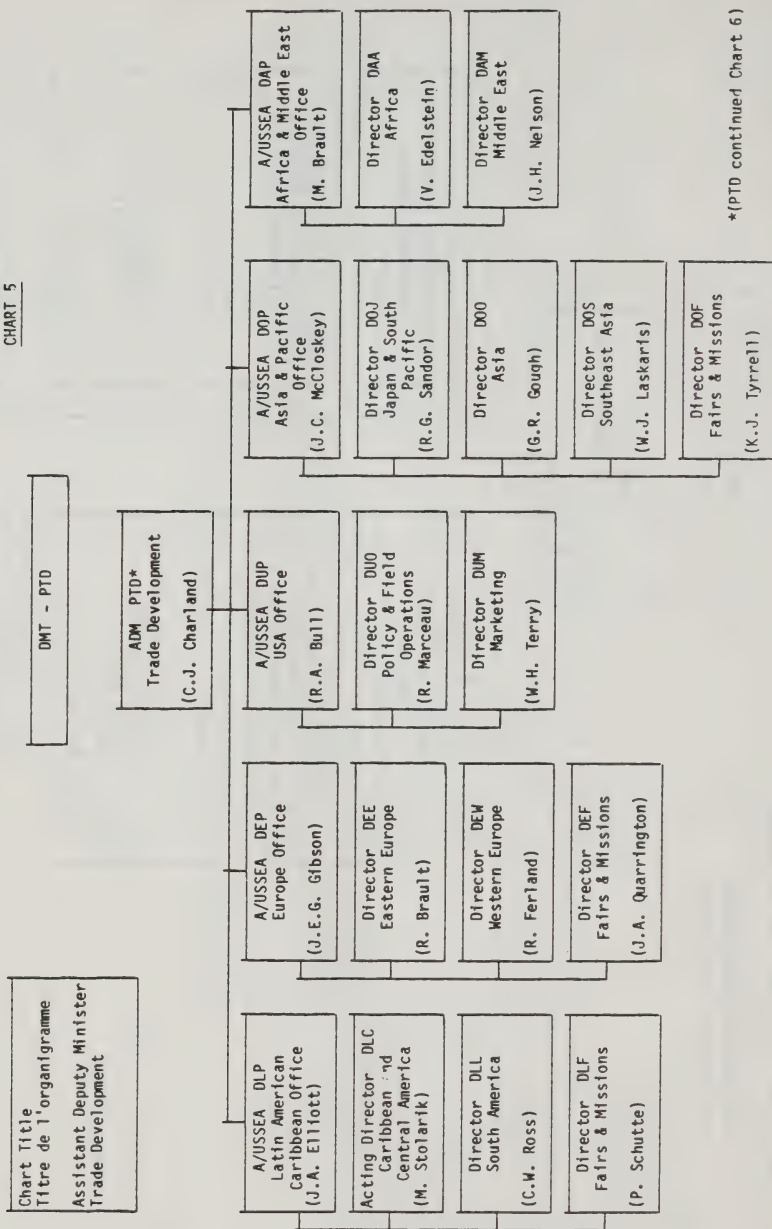 CHART 5
Chart Title
Titre de l'organigramme
Assistant Deputy Minister
Trade Development
DMT - PTD
ADM PTD*
Trade Development
(C.J. Charland)
A/USSEA DLP
Latin American
Caribbean Office
(J.A. Elliott)
Acting Director DLC
Caribbean and
Central America
(M. Stolarik)
Director DLL
South America
(C.W. Ross)
Director DLF
Fairs & Missions
(P. Schutte)
A/USSEA DEP
Europe Office
(J.E.G. Gibson)
Director DEE
Eastern Europe
(R. Brault)
Director DEW
Western Europe
(R. Ferland)
Director DEF
Fairs & Missions
(J.A. Quarrington)
A/USSEA DUP
USA Office
(R.A. Bull)
Director DUO
Policy & Field
Operations
(R. Marceau)
Director DUM
Marketing
(W.H. Terry)
A/USSEA DOP
Asia & Pacific
Office
(J.C. McCloskey)
Director DOJ
Japan & South
Pacific
(R.G. Sandor)
Director DOO
Asia
(G.R. Gough)
Director DOS
Southeast Asia
(W.J. Laskaris)
Director DOF
Fairs & Missions
(K.J. Tyrrell)
A/USSEA DAP
Africa & Middle East
Office
(M. Brault)
Director DAA
Africa
(V. Edelstein)
Director DAM
Middle East
(J.H. Nelson)
*(PTD continued Chart 6)